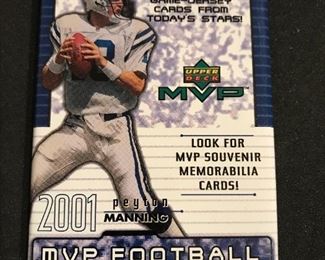 GAME-JERSEY
CARDS FROM
TODAY'S STARS!
UPPER
DECK
MVP
LOOK FOR
MVP SOUVENIR
MEMORABILIA
CARDS!
2001
peyton
MANNING
MVP FOOTBALL